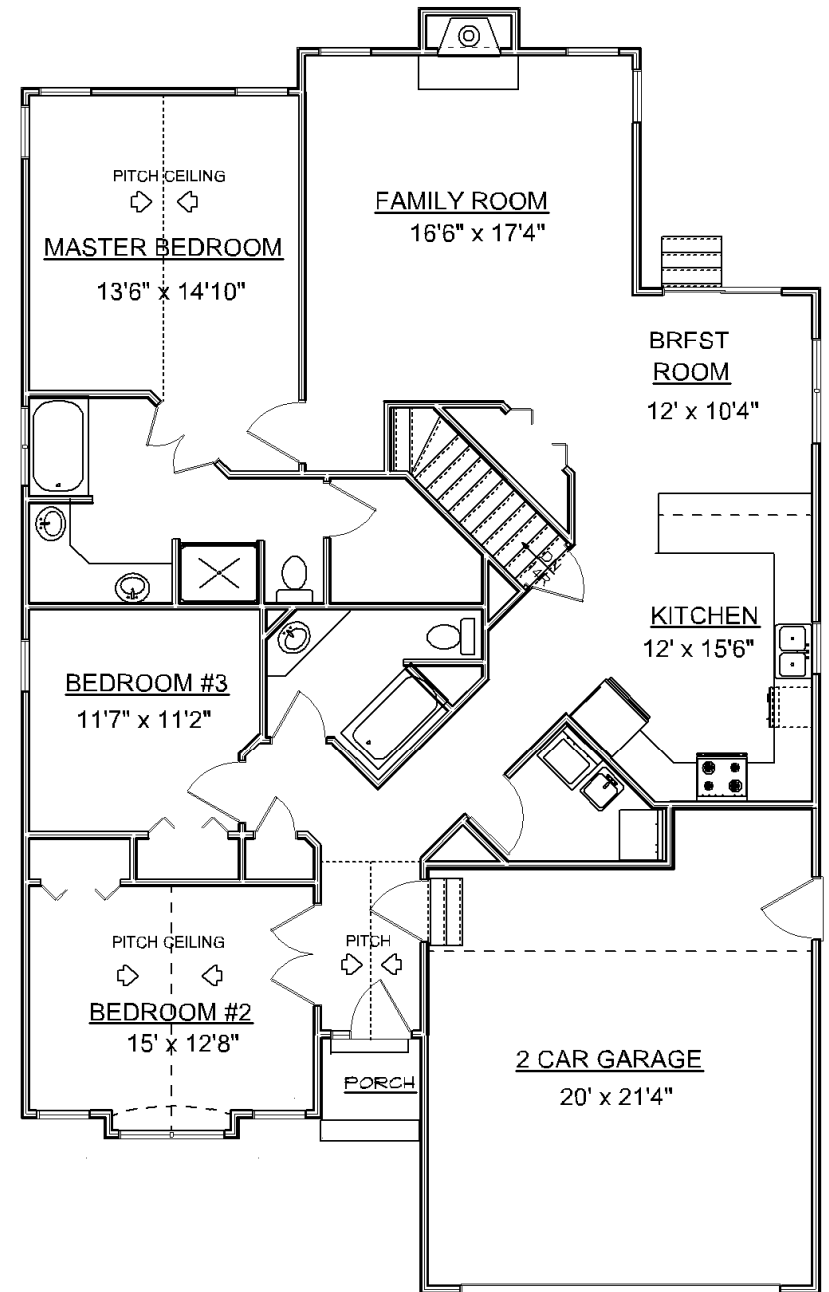 PITCH CEILING
MASTER BEDROOM
13'6" x 14'10"
FAMILY ROOM
16'6" x 17'4"
BRFST
ROOM
12' x 10'4"
KITCHEN
12' x 15'6"
BEDROOM #3
11'7" x 11'2"
PITCH CEILING
BEDROOM #2
15' x 12'8"
PITCH
PORCH
2 CAR GARAGE
20' x 21'4"